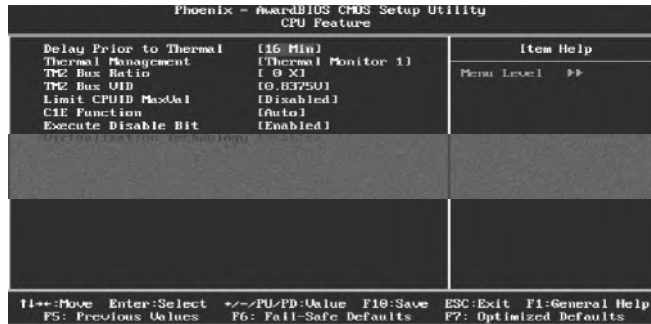 Phoenix - AwardBIOS CMOS Setup Utility
CPU Feature
Delay Prior to Thermal [16 Min]
Thermal Management [Thermal Monitor 1]
TM2 Bus Ratio [ 0 X]
TM2 Bus VID [0.8375V]
Limit CPUID MaxVal [Disabled]
C1E Function [Auto]
Execute Disable Bit [Enabled]
Virtualization Technology
Item Help
Menu Level ▶▶
↑↓→←:Move Enter:Select +/-/PU/PD:Value F10:Save ESC:Exit F1:General Help
F5: Previous Values F6: Fail-Safe Defaults F7: Optimized Defaults